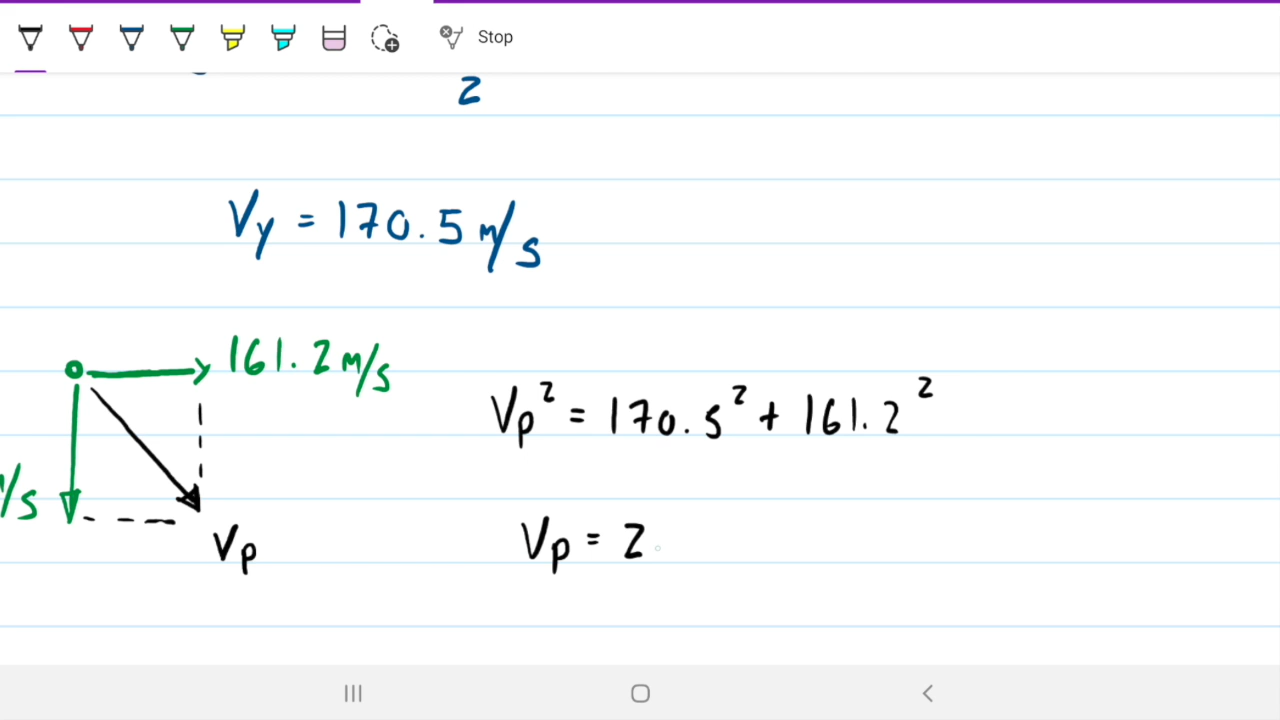 Stop
2
Vy = 170.5 m/s
161.2 m/s
Vp² = 170.5² + 161.2²
/s
Vp
Vp = 2